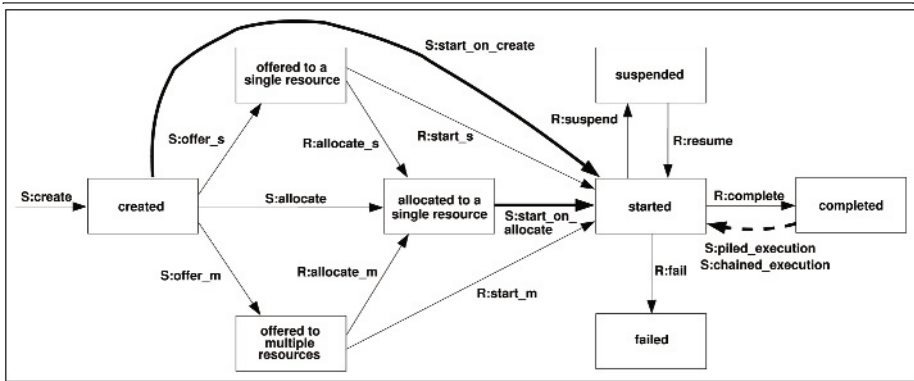 S:start_on_create
offered to a
single resource
suspended
R:suspend
R:resume
S:offer_s
R:allocate_s
R:start_s
S:create
created
S:allocate
allocated to a
single resource
S:start_on_
allocate
started
R:complete
completed
S:piled_execution
S:chained_execution
S:offer_m
R:allocate_m
R:start_m
R:fail
offered to
multiple
resources
failed